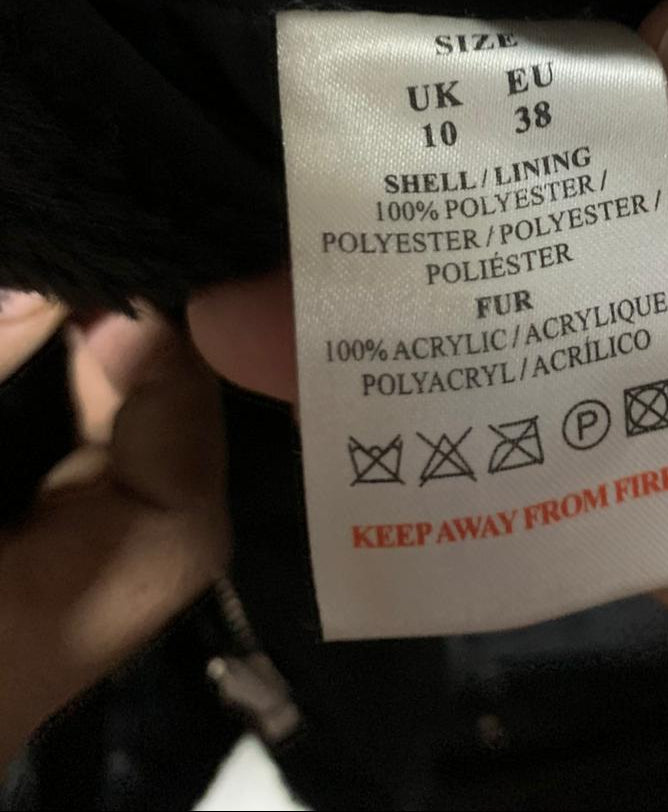 SIZE
UK EU
10 38
SHELL/LINING
100% POLYESTER/
POLYESTER/POLYESTER/
POLIÉSTER
FUR
100% ACRYLIC/ACRYLIQUE
POLYACRYL/ACRÍLICO
P
KEEP AWAY FROM FIRE